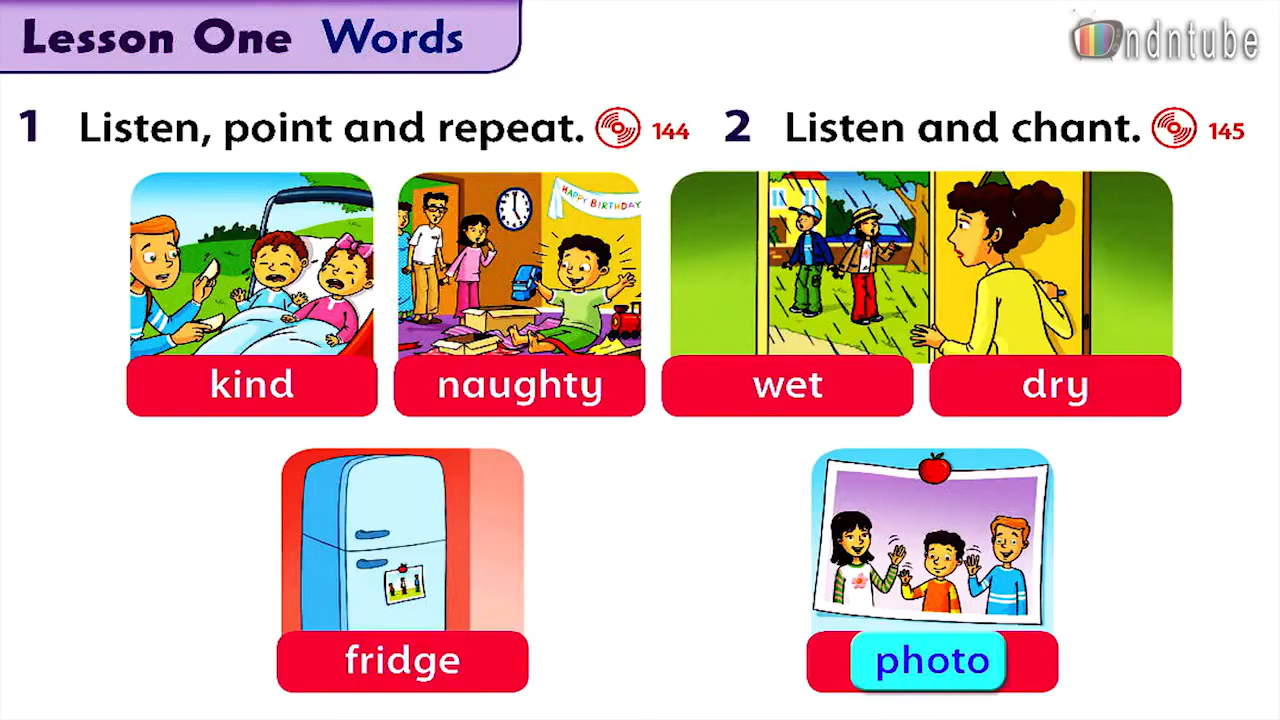 Lesson One Words
ndntube
1 Listen, point and repeat. 144
2 Listen and chant. 145
HAPPY BIRTHDAY
kind
naughty
wet
dry
fridge
photo